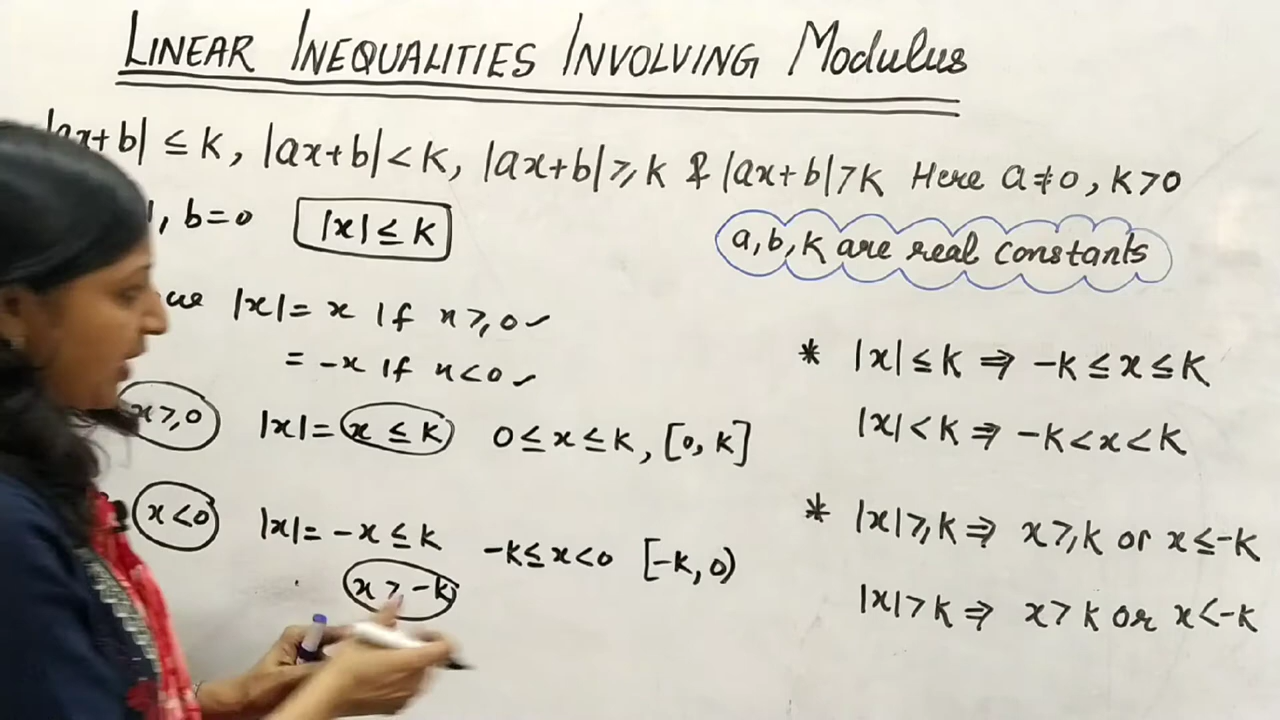 LINEAR INEQUALITIES INVOLVING Modulus
|ax+b| ≤ K, |ax+b| < K, |ax+b| ≥ K & |ax+b| > K Here a≠0, K>0
, b=0 |x| ≤ K
a, b, K are real constants
|x| = x if x ≥ 0 ✓
= -x if x < 0 ✓
x ≥ 0 |x| = x ≤ K 0 ≤ x ≤ K, [0, K]
x < 0 |x| = -x ≤ K -K ≤ x < 0 [-K, 0)
x ≥ -K
* |x| ≤ K ⇒ -K ≤ x ≤ K
|x| < K ⇒ -K < x < K
* |x| ≥ K ⇒ x ≥ K or x ≤ -K
|x| > K ⇒ x > K or x < -K